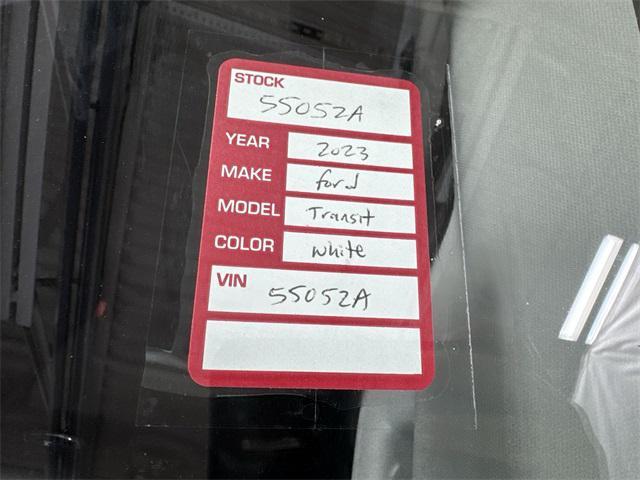 STOCK
55052A
YEAR 2023
MAKE ford
MODEL Transit
COLOR white
VIN
55052A